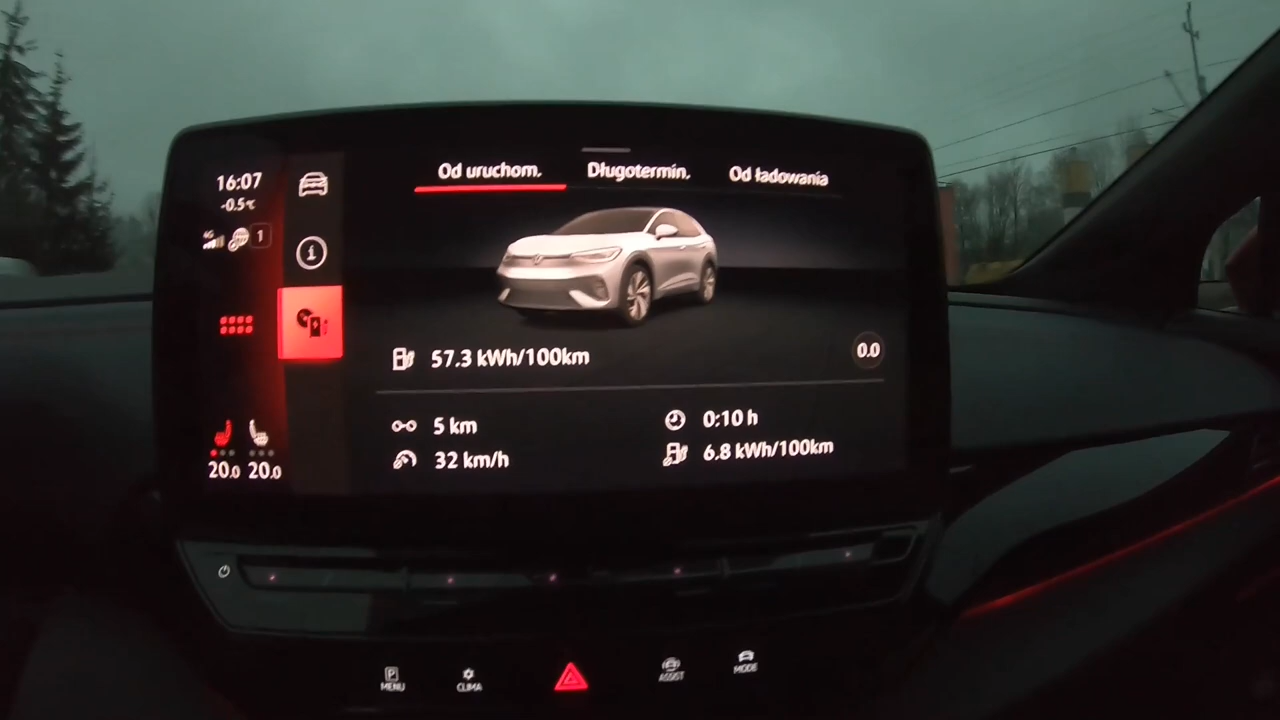 16:07
-0.5℃
4G
1
Od uruchom.
Długotermin.
Od ładowania
57.3 kWh/100km
0.0
5 km
0:10 h
32 km/h
6.8 kWh/100km
20.0 20.0
P
MENU
CLIMA
ASSIST
MODE